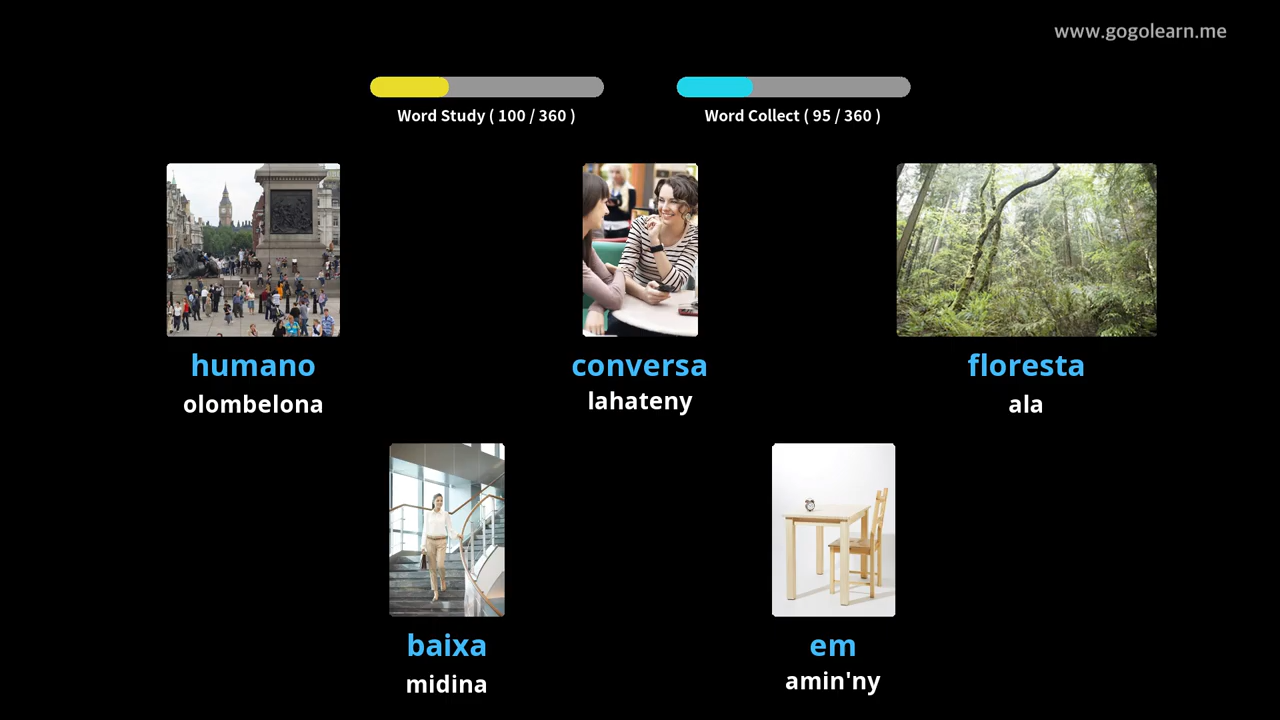 www.gogolearn.me
Word Study ( 100 / 360 )
Word Collect ( 95 / 360 )
humano
olombelona
conversa
lahateny
floresta
ala
baixa
midina
em
amin'ny